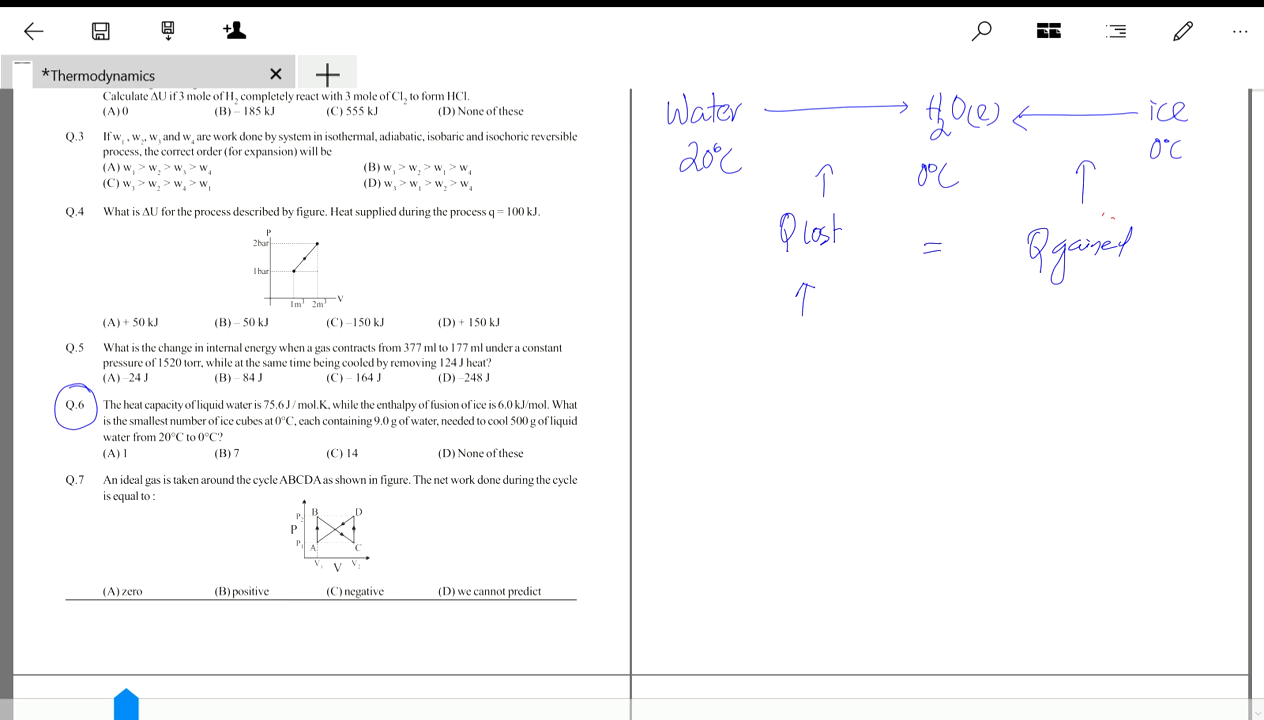 *Thermodynamics
Calculate ΔU if 3 mole of H₂ completely react with 3 mole of Cl₂ to form HCl.
(A) 0 (B) – 185 kJ (C) 555 kJ (D) None of these
Q.3 If w₁, w₂, w₃ and w₄ are work done by system in isothermal, adiabatic, isobaric and isochoric reversible
process, the correct order (for expansion) will be
(A) w₁ > w₂ > w₃ > w₄ (B) w₃ > w₂ > w₁ > w₄
(C) w₃ > w₂ > w₄ > w₁ (D) w₃ > w₁ > w₂ > w₄
Q.4 What is ΔU for the process described by figure. Heat supplied during the process q = 100 kJ.
P
2bar
1bar
1m³ 2m³ V
(A) + 50 kJ (B) – 50 kJ (C) –150 kJ (D) + 150 kJ
Q.5 What is the change in internal energy when a gas contracts from 377 ml to 177 ml under a constant
pressure of 1520 torr, while at the same time being cooled by removing 124 J heat?
(A) –24 J (B) – 84 J (C) – 164 J (D) –248 J
Q.6 The heat capacity of liquid water is 75.6 J / mol.K, while the enthalpy of fusion of ice is 6.0 kJ/mol. What
is the smallest number of ice cubes at 0°C, each containing 9.0 g of water, needed to cool 500 g of liquid
water from 20°C to 0°C?
(A) 1 (B) 7 (C) 14 (D) None of these
Q.7 An ideal gas is taken around the cycle ABCDA as shown in figure. The net work done during the cycle
is equal to :
P₂ B D
P
P₁ A C
V₁ V V₂
(A) zero (B) positive (C) negative (D) we cannot predict
Water → H₂O(l) ← ice
20°C ↑ 0°C ↑ 0°C
Q lost = Q gained
↑